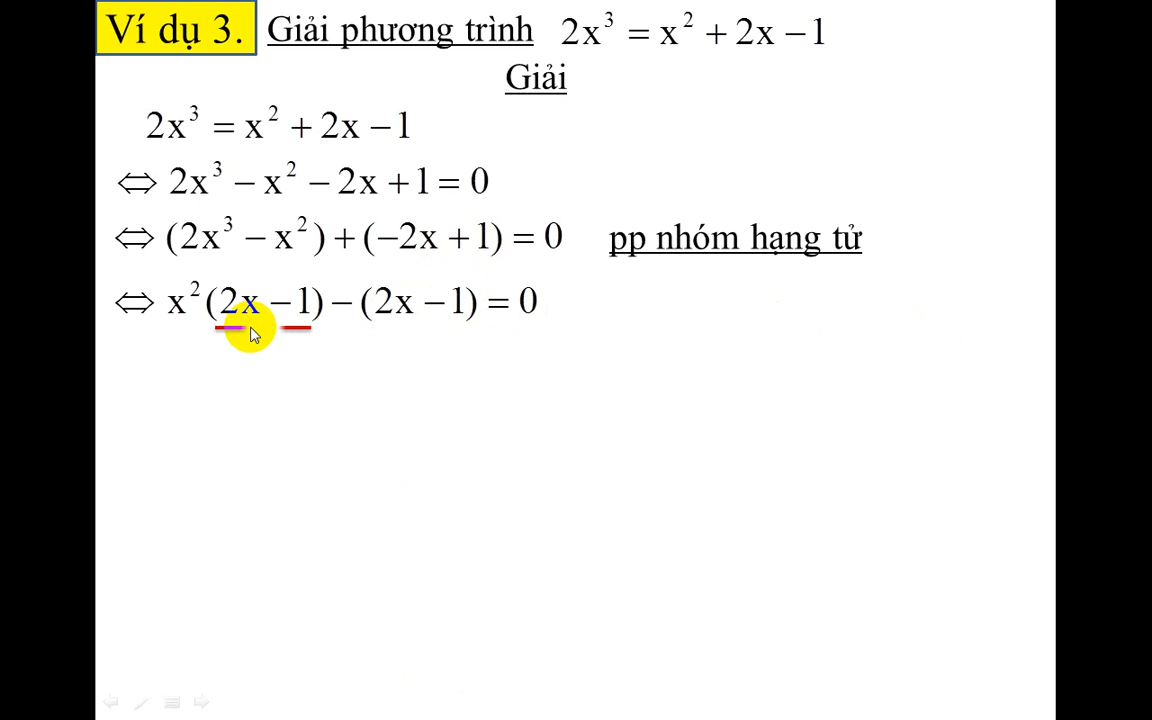 Ví dụ 3. Giải phương trình 2x³ = x² + 2x − 1
Giải
2x³ = x² + 2x − 1
⇔ 2x³ − x² − 2x + 1 = 0
⇔ (2x³ − x²) + (−2x + 1) = 0 pp nhóm hạng tử
⇔ x²(2x − 1) − (2x − 1) = 0